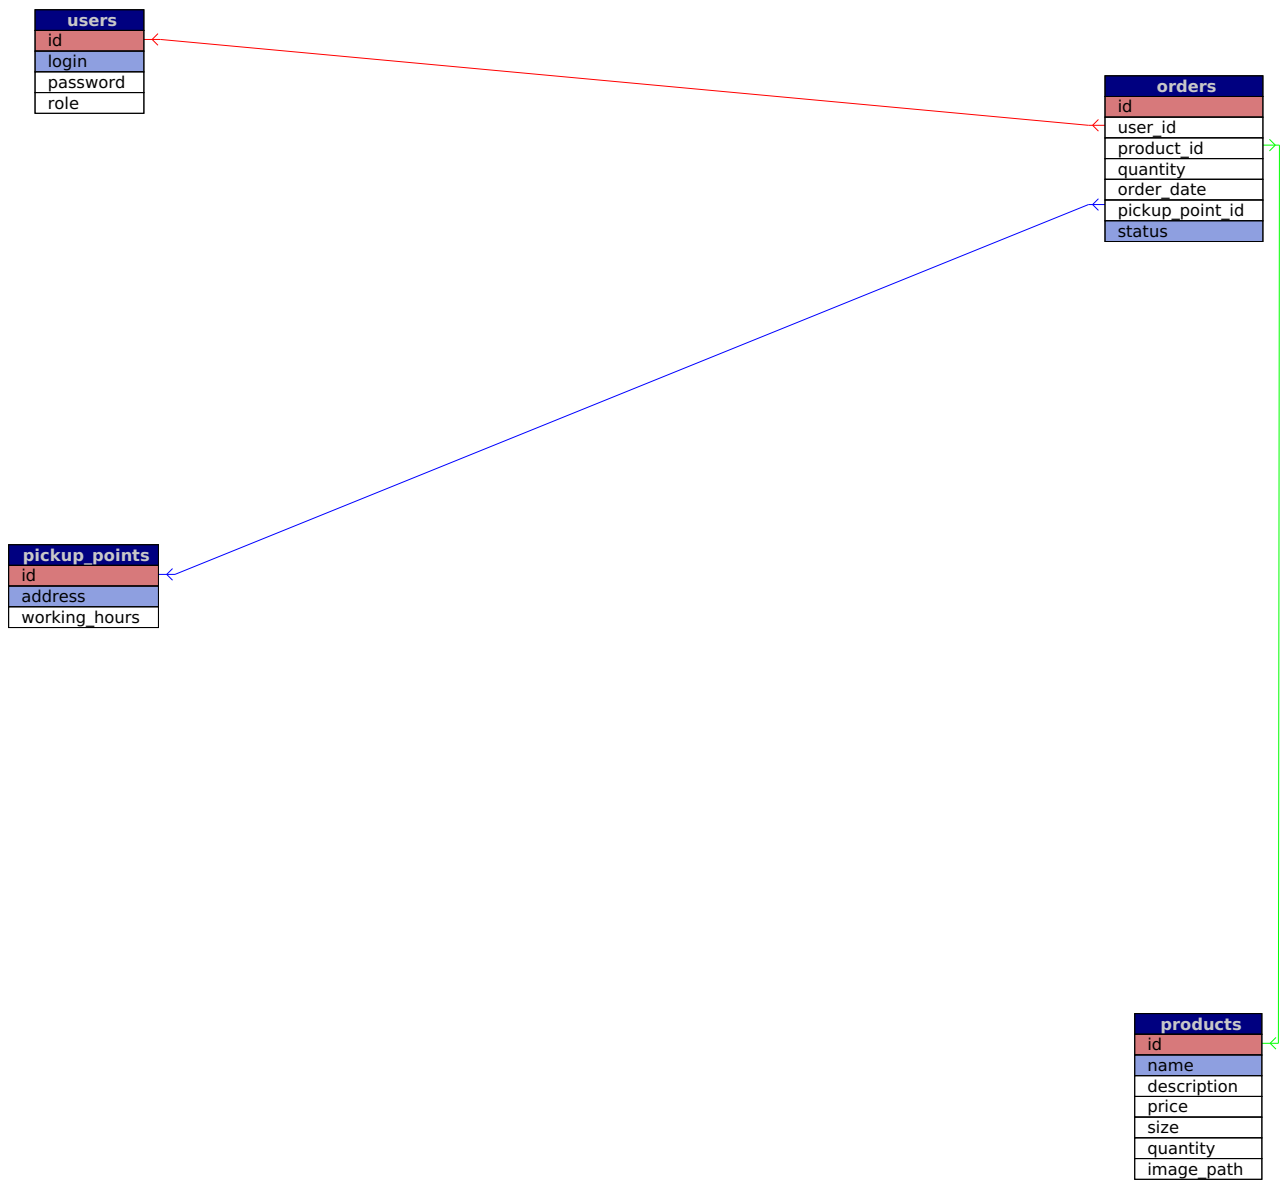 users
id
login
password
role
orders
id
user_id
product_id
quantity
order_date
pickup_point_id
status
pickup_points
id
address
working_hours
products
id
name
description
price
size
quantity
image_path